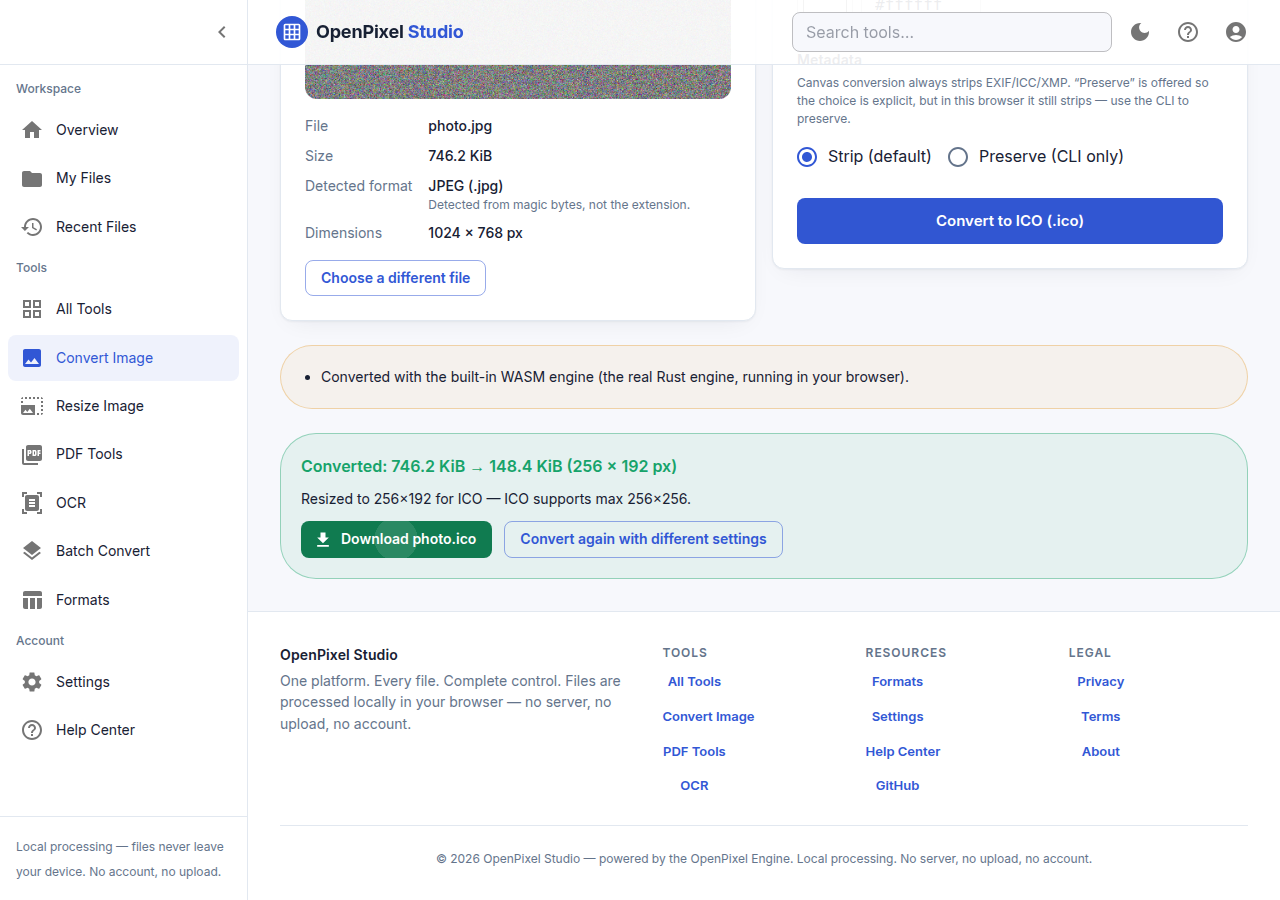 OpenPixel Studio
Search tools...
#ffffff
Metadata
Workspace
Overview
My Files
Recent Files
Tools
All Tools
Convert Image
Resize Image
PDF Tools
OCR
Batch Convert
Formats
Account
Settings
Help Center
Local processing — files never leave
your device. No account, no upload.
File photo.jpg
Size 746.2 KiB
Detected format JPEG (.jpg)
Detected from magic bytes, not the extension.
Dimensions 1024 × 768 px
Choose a different file
Canvas conversion always strips EXIF/ICC/XMP. “Preserve” is offered so
the choice is explicit, but in this browser it still strips — use the CLI to
preserve.
Strip (default) Preserve (CLI only)
Convert to ICO (.ico)
• Converted with the built-in WASM engine (the real Rust engine, running in your browser).
Converted: 746.2 KiB → 148.4 KiB (256 × 192 px)
Resized to 256×192 for ICO — ICO supports max 256×256.
Download photo.ico Convert again with different settings
OpenPixel Studio
One platform. Every file. Complete control. Files are
processed locally in your browser — no server, no
upload, no account.
TOOLS
All Tools
Convert Image
PDF Tools
OCR
RESOURCES
Formats
Settings
Help Center
GitHub
LEGAL
Privacy
Terms
About
© 2026 OpenPixel Studio — powered by the OpenPixel Engine. Local processing. No server, no upload, no account.